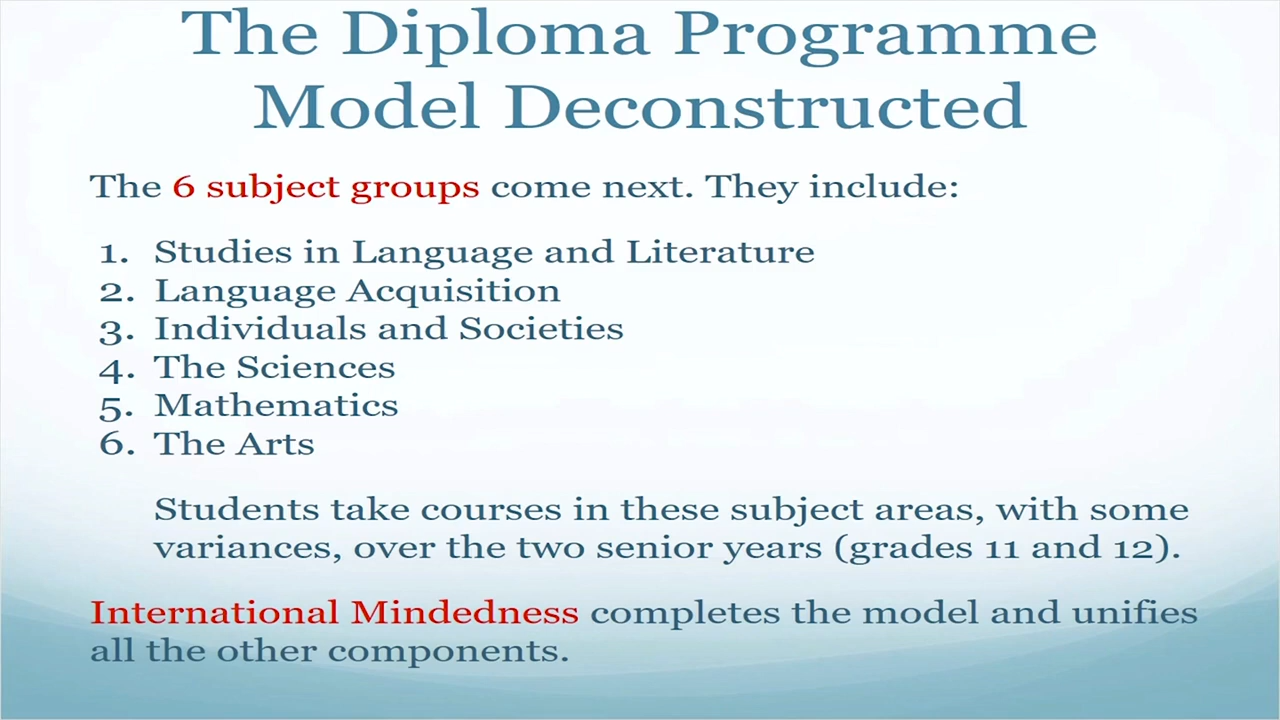 The Diploma Programme
Model Deconstructed
The 6 subject groups come next. They include:
1. Studies in Language and Literature
2. Language Acquisition
3. Individuals and Societies
4. The Sciences
5. Mathematics
6. The Arts
Students take courses in these subject areas, with some
variances, over the two senior years (grades 11 and 12).
International Mindedness completes the model and unifies
all the other components.